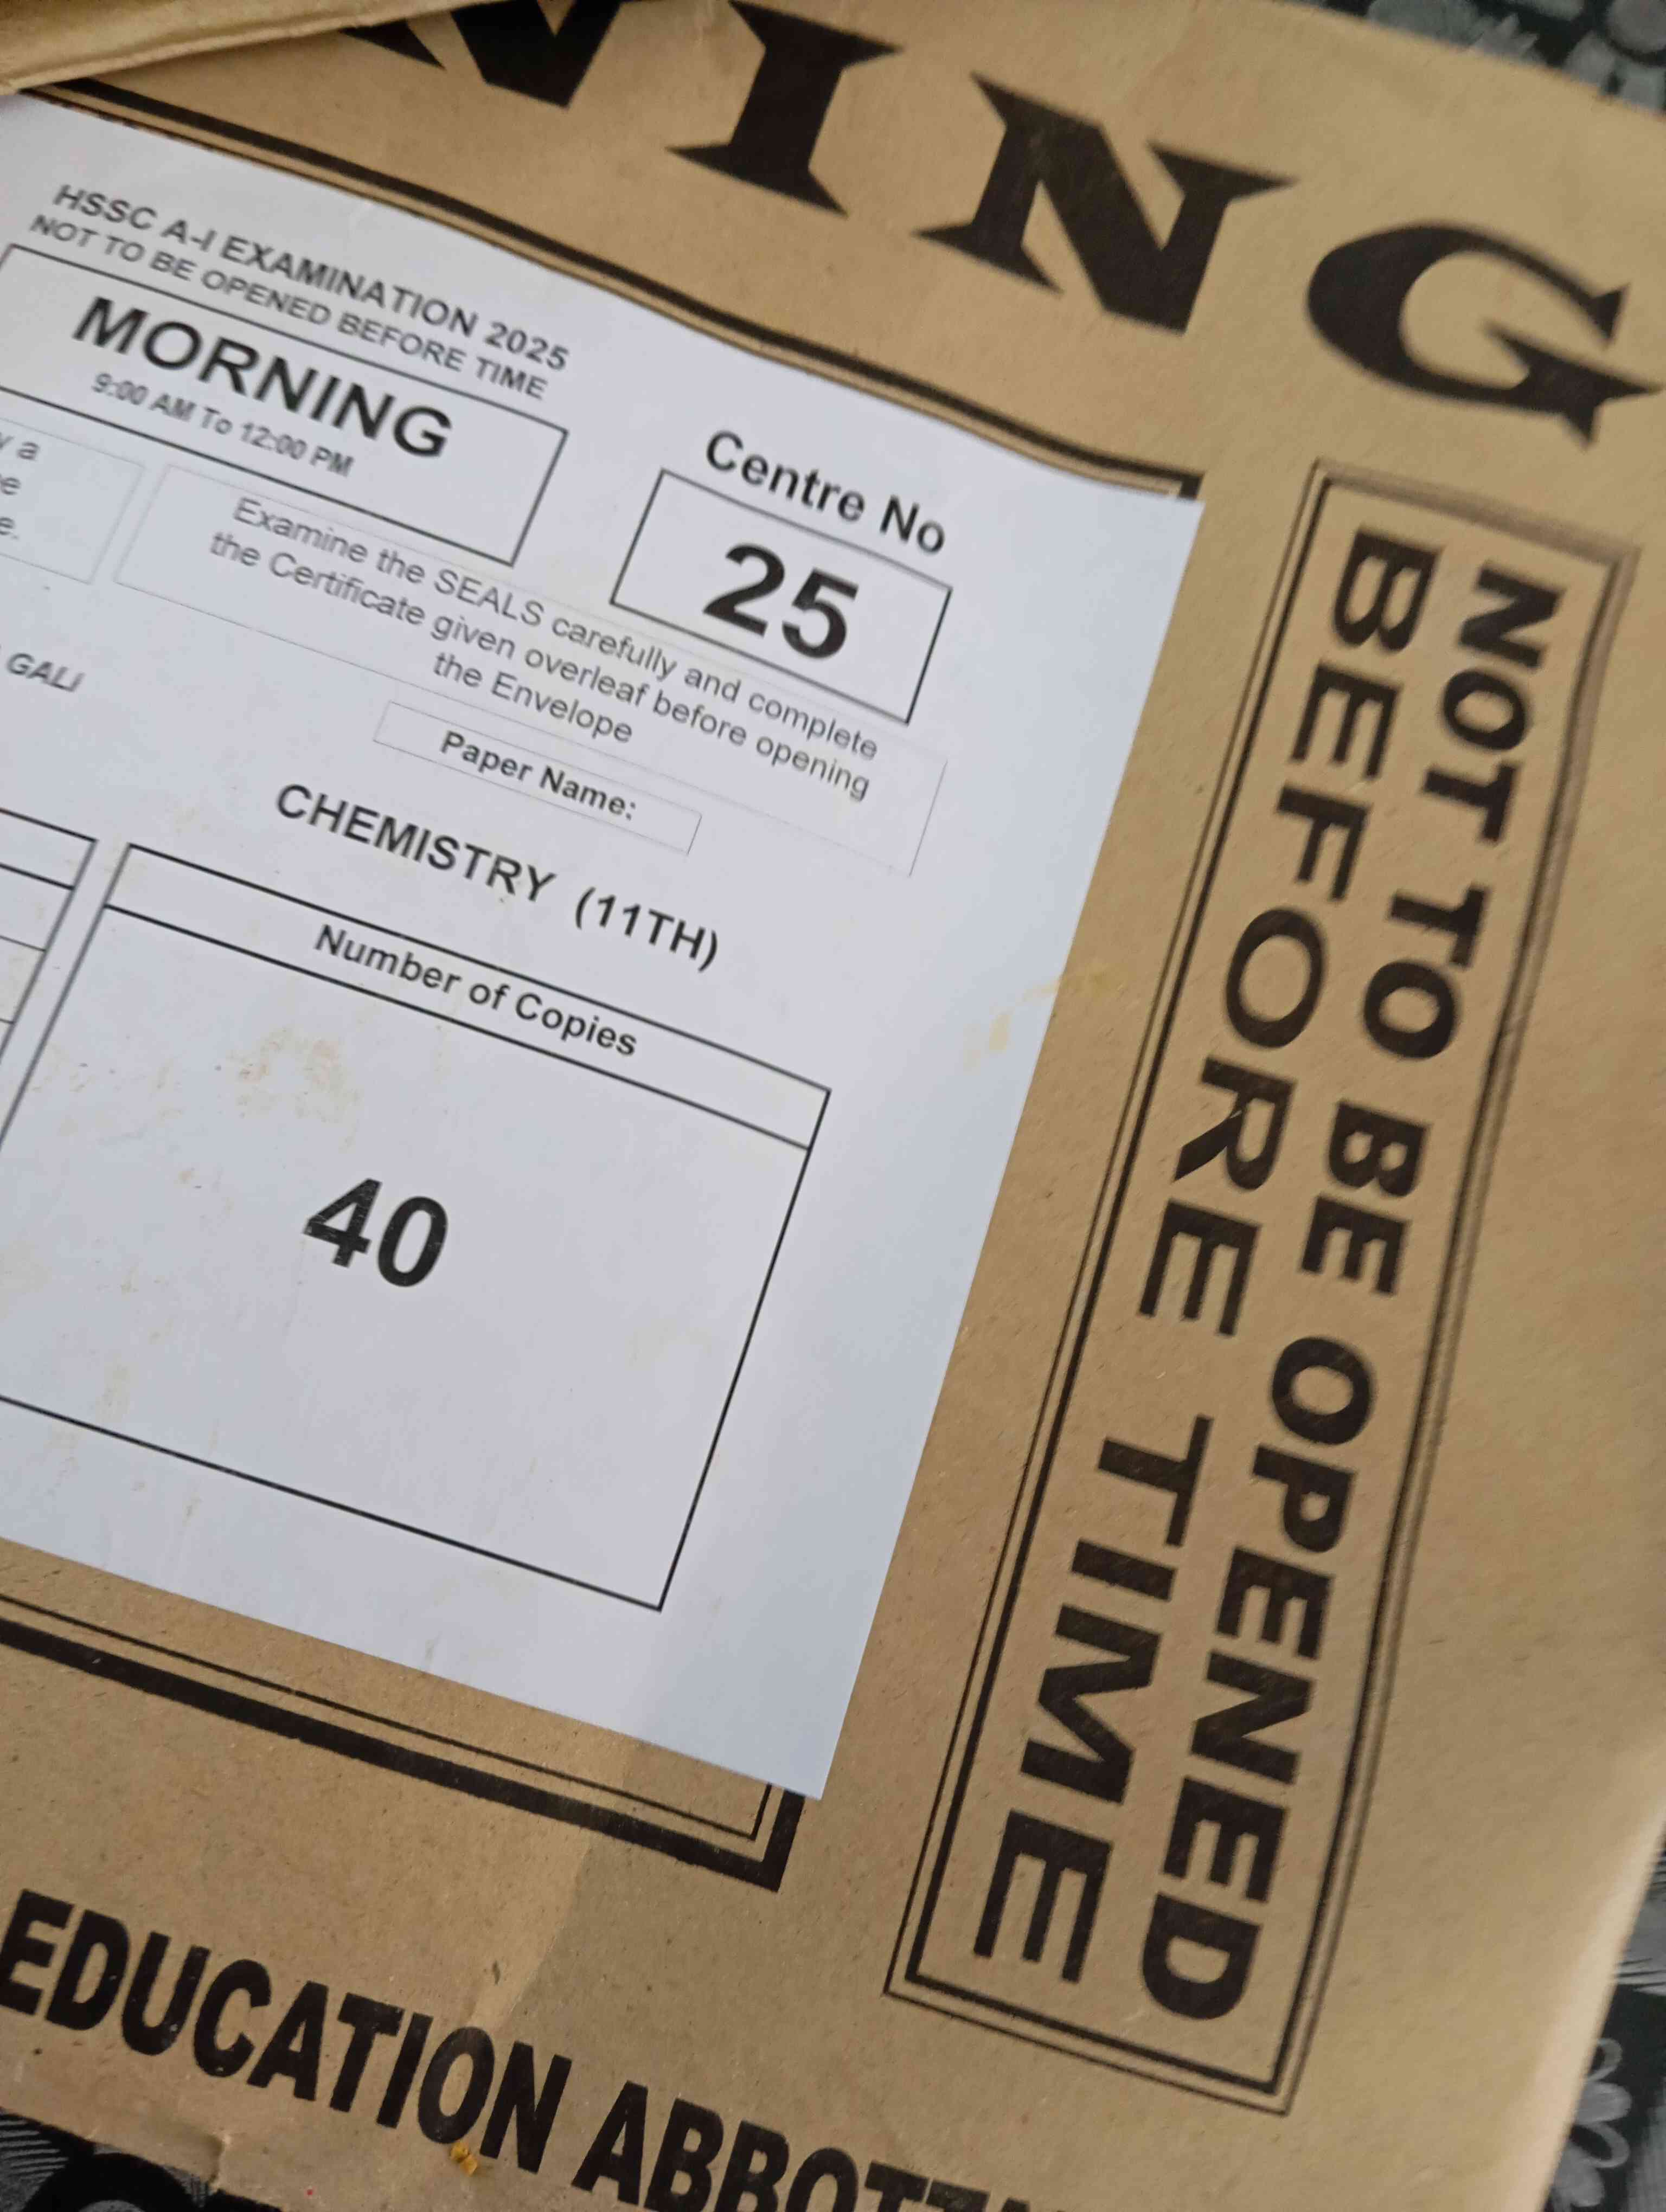 VING
HSSC A-I EXAMINATION 2025
NOT TO BE OPENED BEFORE TIME
MORNING
9:00 AM To 12:00 PM
Centre No
25
Examine the SEALS carefully and complete
the Certificate given overleaf before opening
the Envelope
GALI
Paper Name:
CHEMISTRY (11TH)
Number of Copies
40
NOT TO BE OPENED
BEFORE TIME
EDUCATION ABBOTT